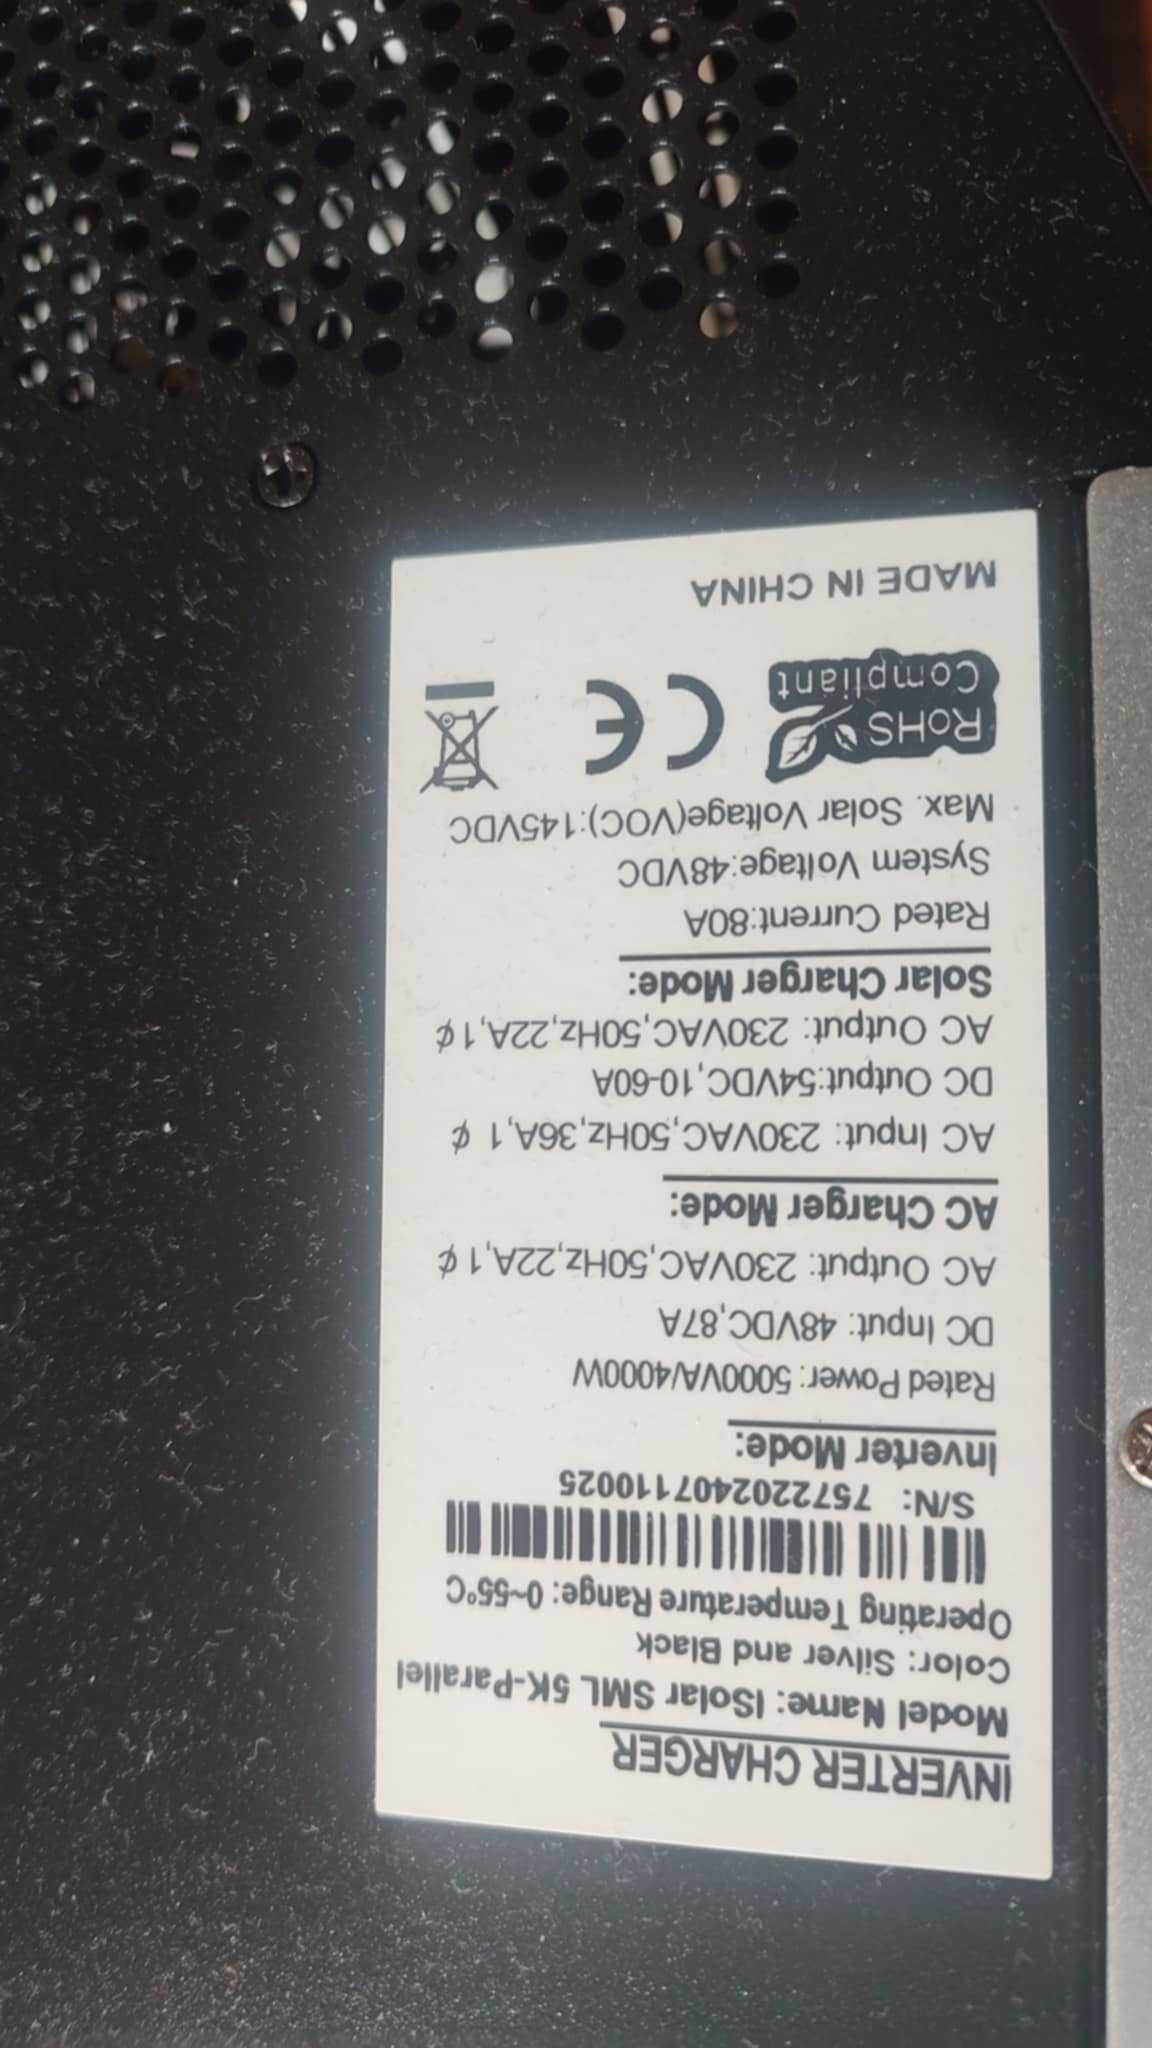 INVERTER CHARGER
Model Name: ISolar SML 5K-Parallel
Color: Silver and Black
Operating Temperature Range: 0~55°C
S/N: 75722024071 10025
Inverter Mode:
Rated Power: 5000VA/4000W
DC Input: 48VDC,87A
AC Output: 230VAC,50Hz,22A,1¢
AC Charger Mode:
AC Input: 230VAC,50Hz,36A,1 ¢
DC Output:54VDC,10-60A
AC Output: 230VAC,50Hz,22A,1¢
Solar Charger Mode:
Rated Current:80A
System Voltage:48VDC
Max. Solar Voltage(VOC):145VDC
RoHS
Compliant
CE
MADE IN CHINA